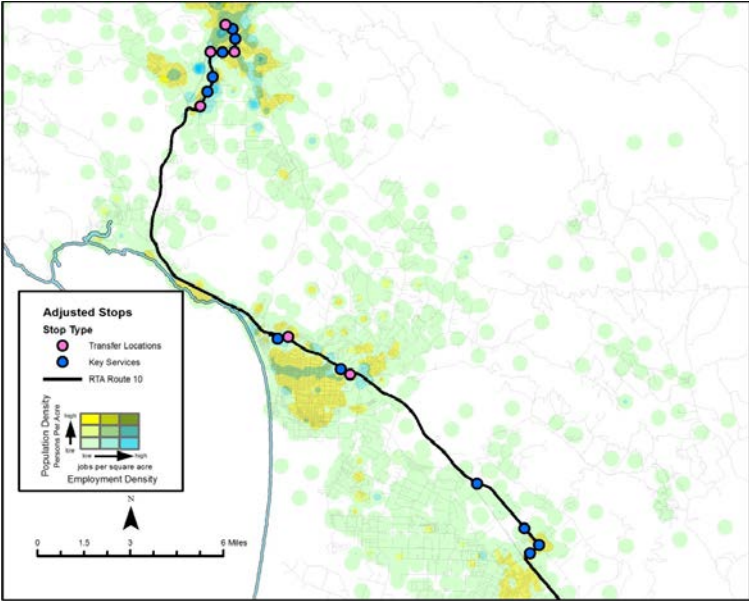 Adjusted Stops
Stop Type
Transfer Locations
Key Services
RTA Route 10
Population Density
Persons Per Acre
high
low
low high
jobs per square acre
Employment Density
N
0 1.5 3 6 Miles